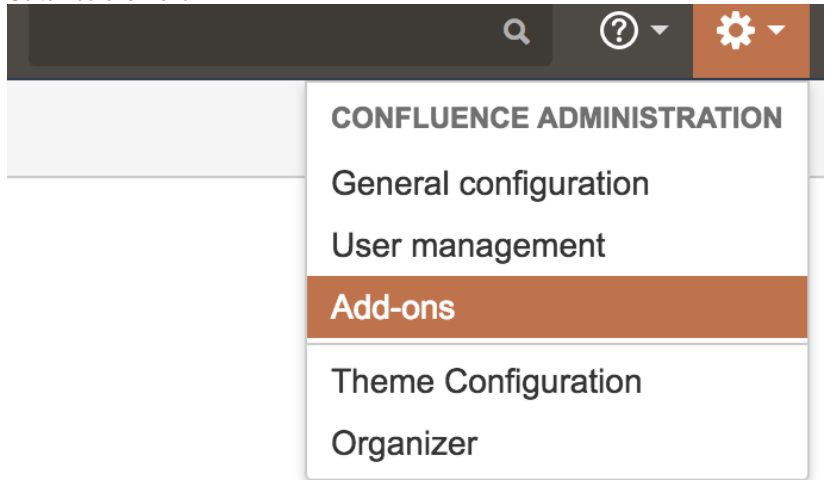 CONFLUENCE ADMINISTRATION
General configuration
User management
Add-ons
Theme Configuration
Organizer